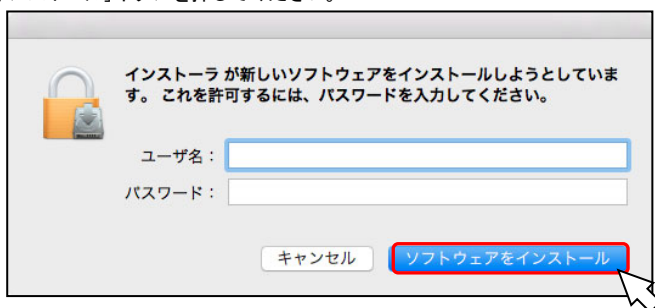 インストーラ が新しいソフトウェアをインストールしようとしていま
す。 これを許可するには、パスワードを入力してください。
ユーザ名：
パスワード：
キャンセル
ソフトウェアをインストール